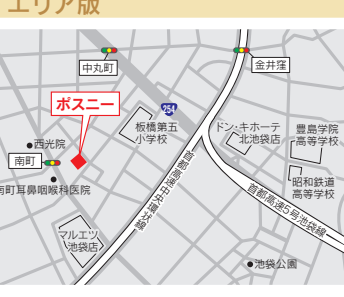 エリア版
中丸町
金井窪
ポスニー
254
板橋第五
小学校
ドン・キホーテ
北池袋店
豊島学院
高等学校
西光院
南町
南町耳鼻咽喉科医院
昭和鉄道
高等学校
首都高速中央環状線
首都高速5号池袋線
マルエツ
池袋店
池袋公園